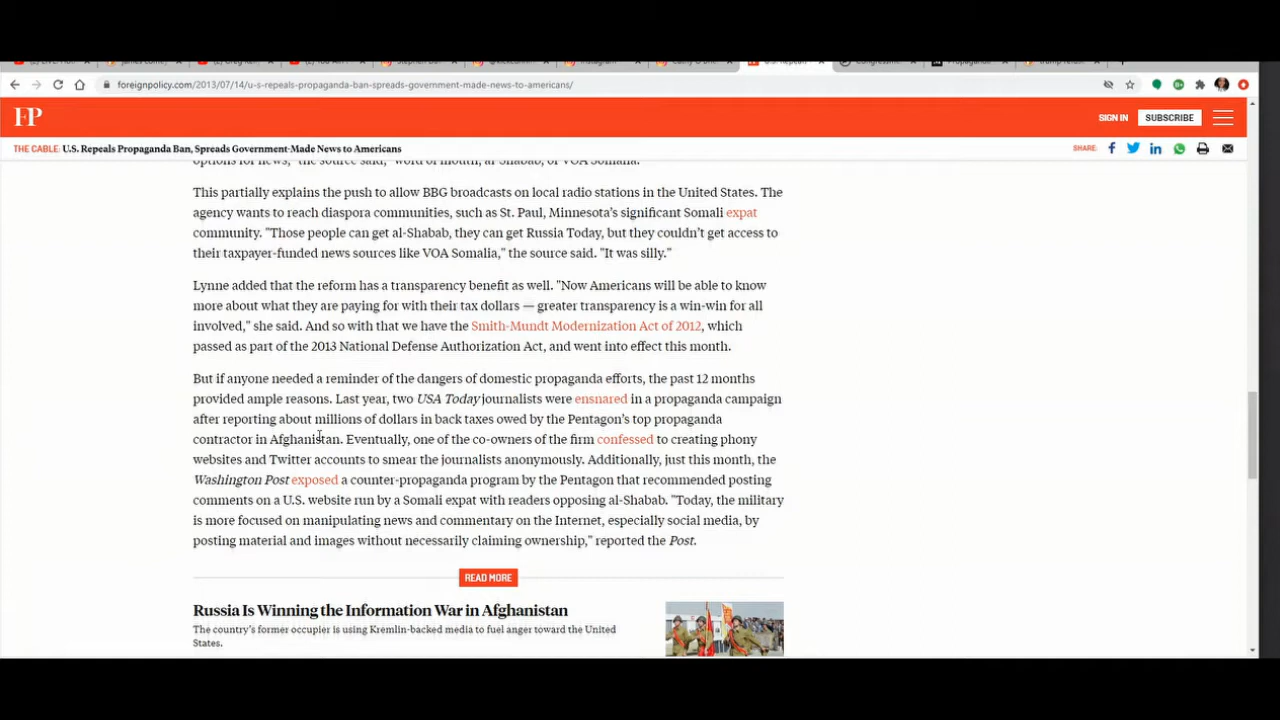 foreignpolicy.com/2013/07/14/u-s-repeals-propaganda-ban-spreads-government-made-news-to-americans/
FP
SIGN IN
SUBSCRIBE
THE CABLE: U.S. Repeals Propaganda Ban, Spreads Government-Made News to Americans
SHARE:
options for news," the source said, "word of mouth, al-Shabab, or VOA Somalia."
This partially explains the push to allow BBG broadcasts on local radio stations in the United States. The
agency wants to reach diaspora communities, such as St. Paul, Minnesota's significant Somali expat
community. "Those people can get al-Shabab, they can get Russia Today, but they couldn't get access to
their taxpayer-funded news sources like VOA Somalia," the source said. "It was silly."
Lynne added that the reform has a transparency benefit as well. "Now Americans will be able to know
more about what they are paying for with their tax dollars — greater transparency is a win-win for all
involved," she said. And so with that we have the Smith-Mundt Modernization Act of 2012, which
passed as part of the 2013 National Defense Authorization Act, and went into effect this month.
But if anyone needed a reminder of the dangers of domestic propaganda efforts, the past 12 months
provided ample reasons. Last year, two USA Today journalists were ensnared in a propaganda campaign
after reporting about millions of dollars in back taxes owed by the Pentagon's top propaganda
contractor in Afghanistan. Eventually, one of the co-owners of the firm confessed to creating phony
websites and Twitter accounts to smear the journalists anonymously. Additionally, just this month, the
Washington Post exposed a counter-propaganda program by the Pentagon that recommended posting
comments on a U.S. website run by a Somali expat with readers opposing al-Shabab. "Today, the military
is more focused on manipulating news and commentary on the Internet, especially social media, by
posting material and images without necessarily claiming ownership," reported the Post.
READ MORE
Russia Is Winning the Information War in Afghanistan
The country's former occupier is using Kremlin-backed media to fuel anger toward the United
States.